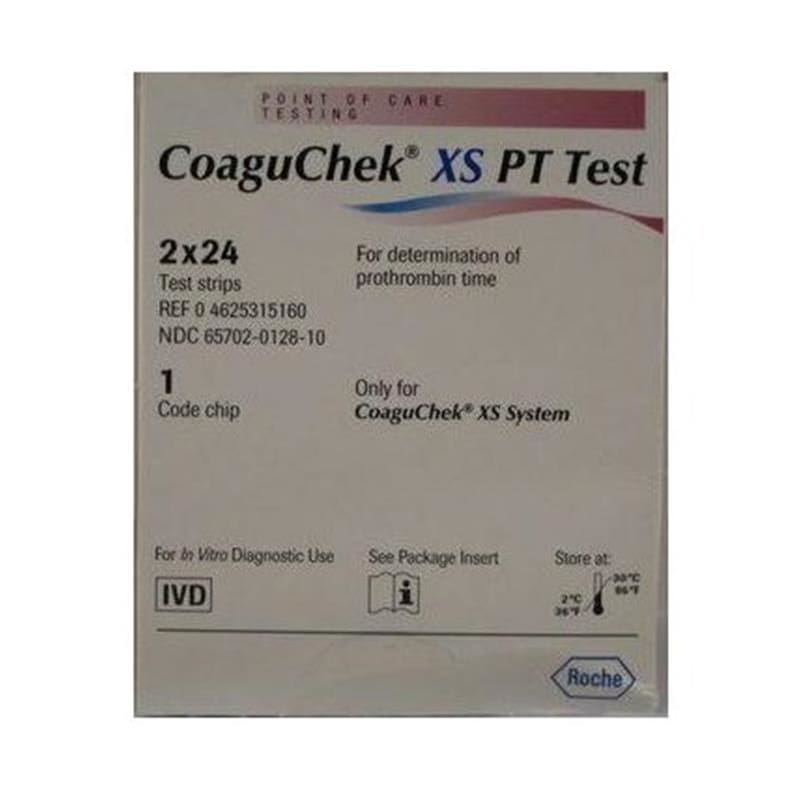 POINT OF CARE
TESTING
CoaguChek® XS PT Test
2x24
Test strips
REF 0 4625315160
NDC 65702-0128-10
For determination of
prothrombin time
1
Code chip
Only for
CoaguChek® XS System
For In Vitro Diagnostic Use
IVD
See Package Insert
i
Store at:
30°C
86°F
2°C
36°F
Roche